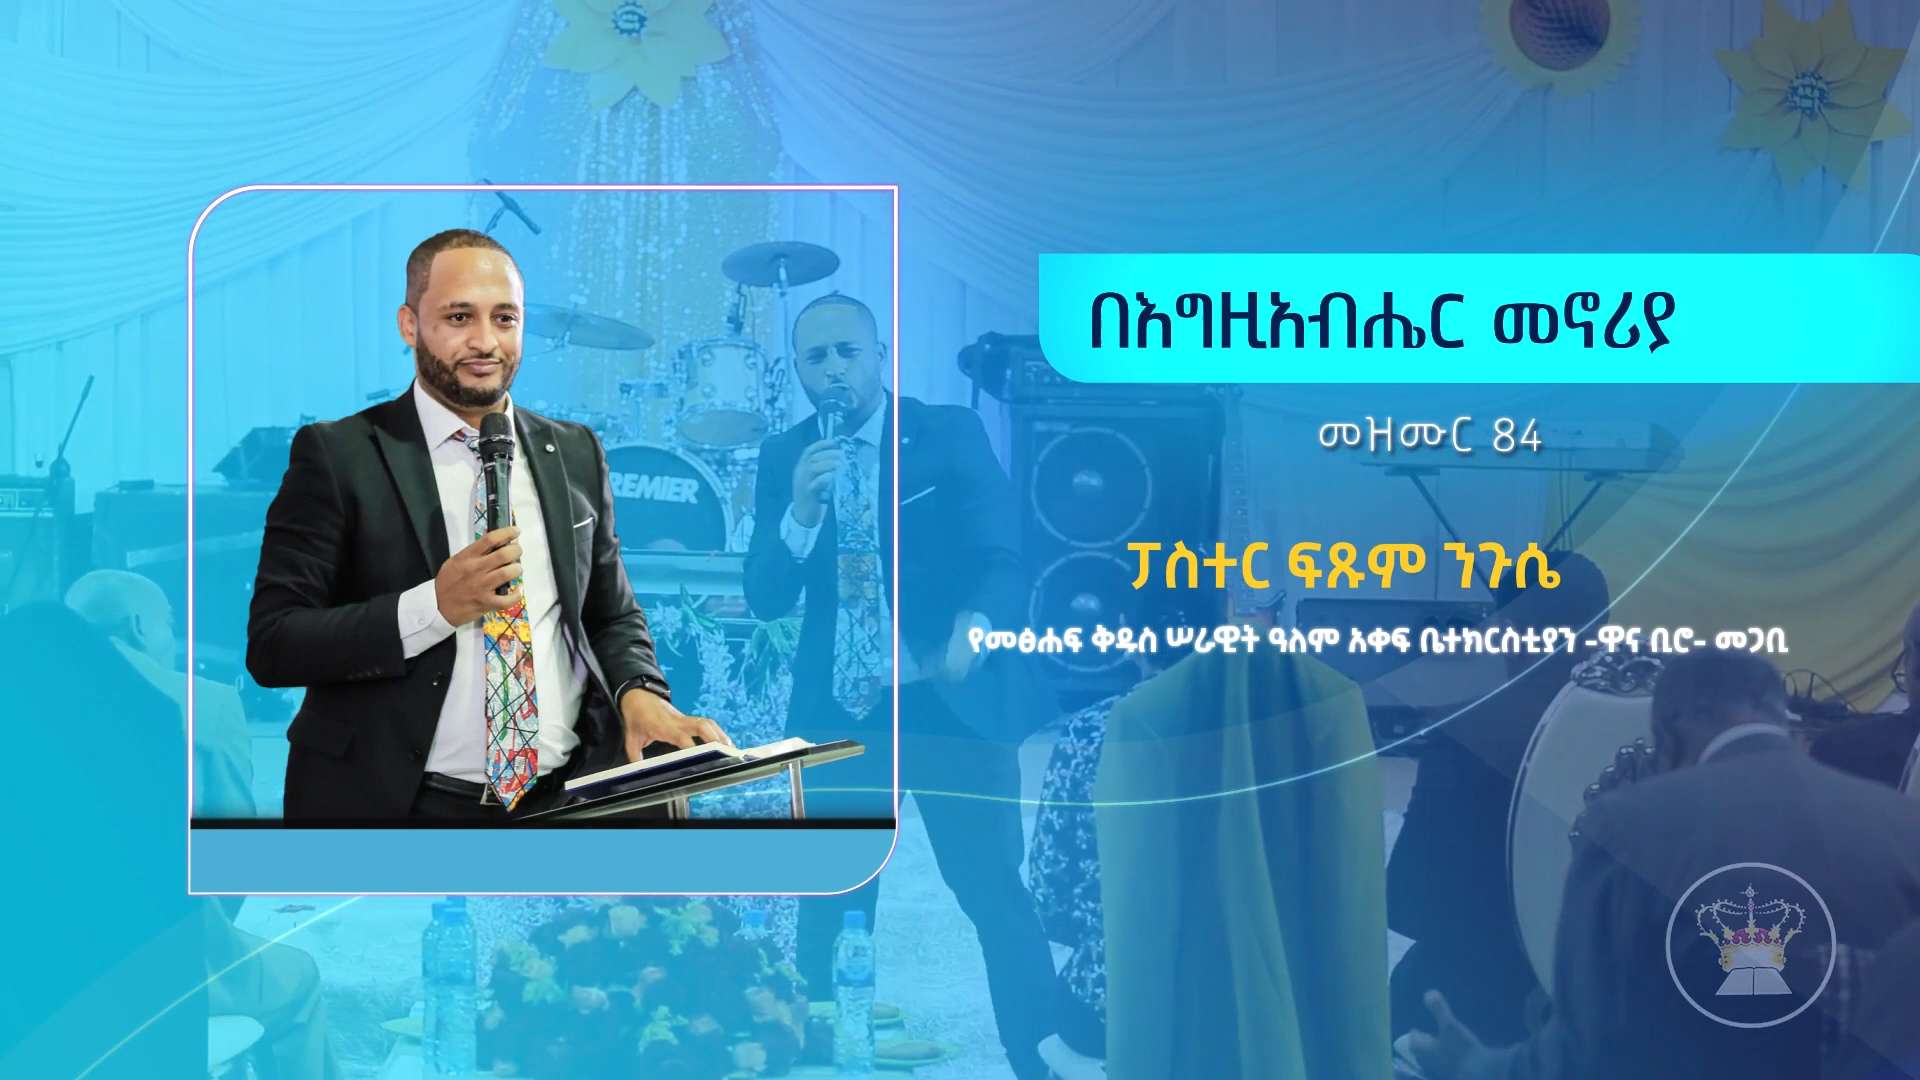 በእግዚአብሔር መኖሪያ
መዝሙር 84
ፓስተር ፍጹም ንጉሴ
የመፅሐፍ ቅዱስ ሠራዊት ዓለም አቀፍ ቤተክርስቲያን -ዋና ቢሮ- መጋቢ
REMIER